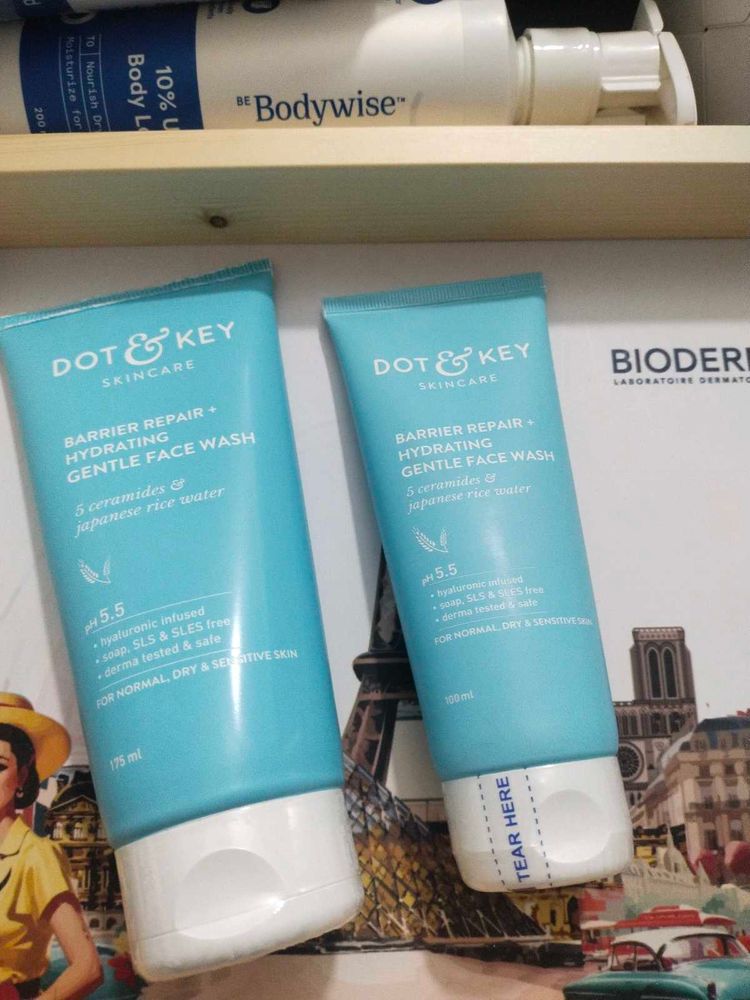 10% U
Body L
TO Nourish Dr
Moisturize for
200
BE Bodywise™
DOT & KEY
SKINCARE
BARRIER REPAIR +
HYDRATING
GENTLE FACE WASH
5 ceramides &
japanese rice water
pH 5.5
• hyaluronic infused
• soap, SLS & SLES free
• derma tested & safe
FOR NORMAL, DRY & SENSITIVE SKIN
175 ml
DOT & KEY
SKINCARE
BARRIER REPAIR +
HYDRATING
GENTLE FACE WASH
5 ceramides &
japanese rice water
pH 5.5
• hyaluronic infused
• soap, SLS & SLES free
• derma tested & safe
FOR NORMAL, DRY & SENSITIVE SKIN
100ml
TEAR HERE
BIODER
LABORATOIRE DERMATO